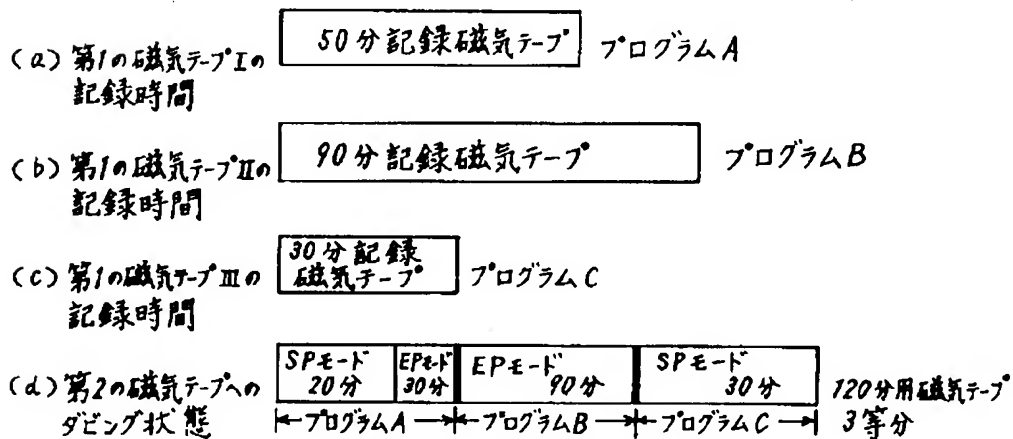 (a) 第1の磁気テープIの
記録時間
50分記録磁気テープ
プログラムA
(b) 第1の磁気テープIIの
記録時間
90分記録磁気テープ
プログラムB
(c) 第1の磁気テープIIIの
記録時間
30分記録
磁気テープ
プログラムC
(d) 第2の磁気テープへの
ダビング状態
SPモード
20分
EPモード
30分
EPモード
90分
SPモード
30分
プログラムA
プログラムB
プログラムC
120分用磁気テープ
3等分